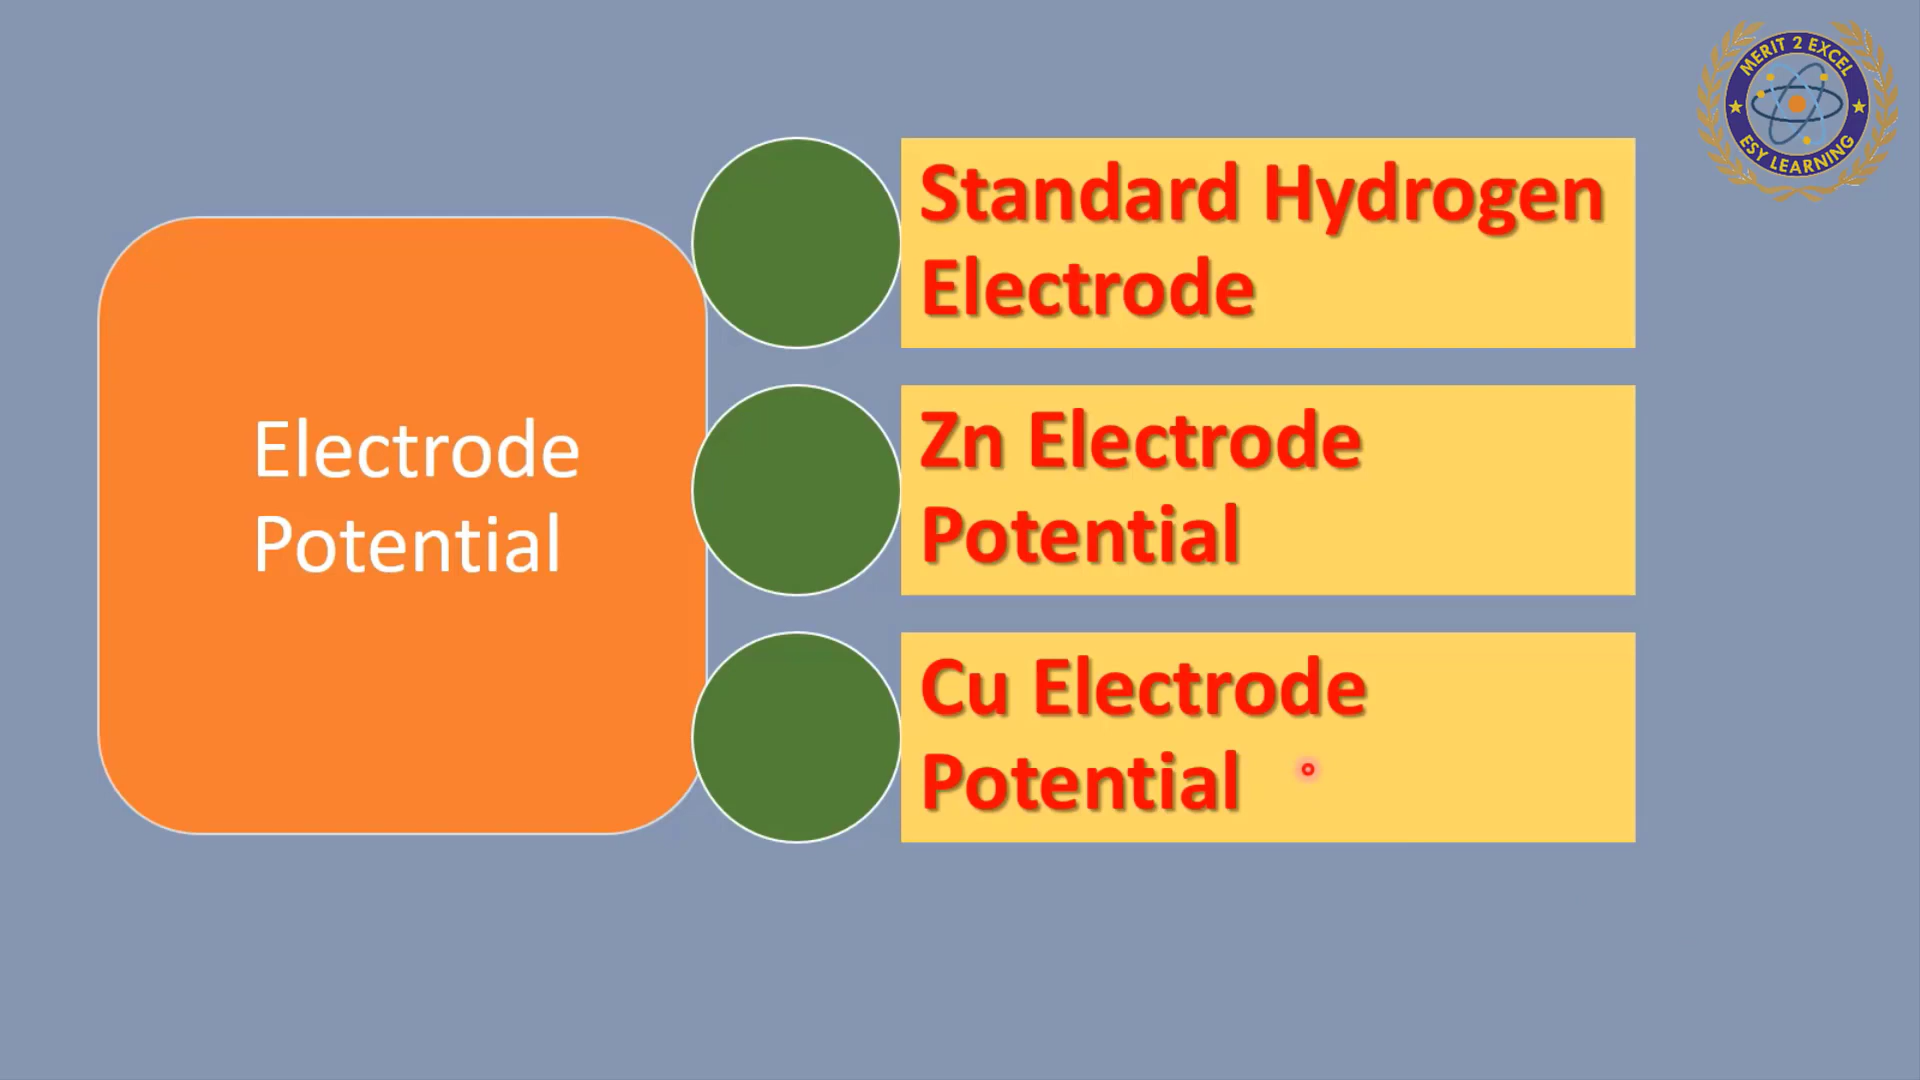 MERIT 2 EXCEL
ESY LEARNING
Standard Hydrogen
Electrode
Electrode
Potential
Zn Electrode
Potential
Cu Electrode
Potential